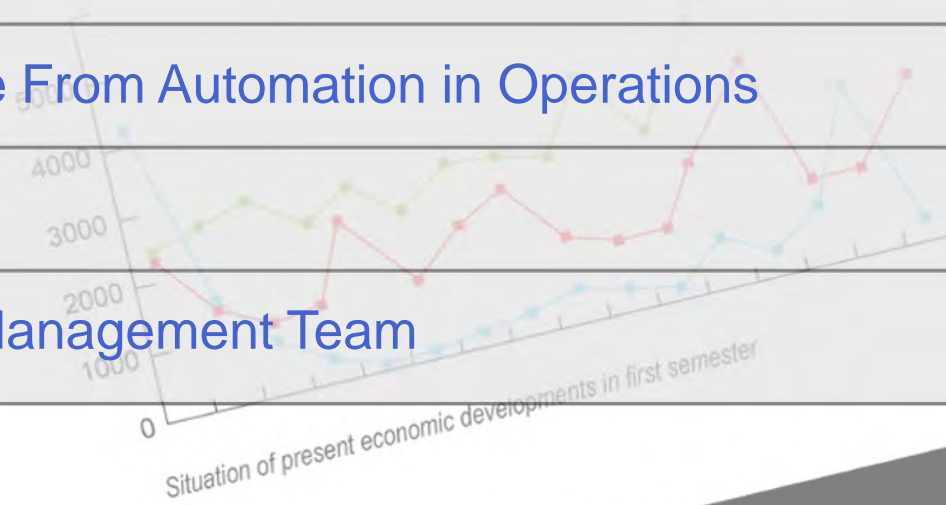 e From Automation in Operations
5000
4000
3000
2000
Management Team
1000
0
Situation of present economic developments in first semester